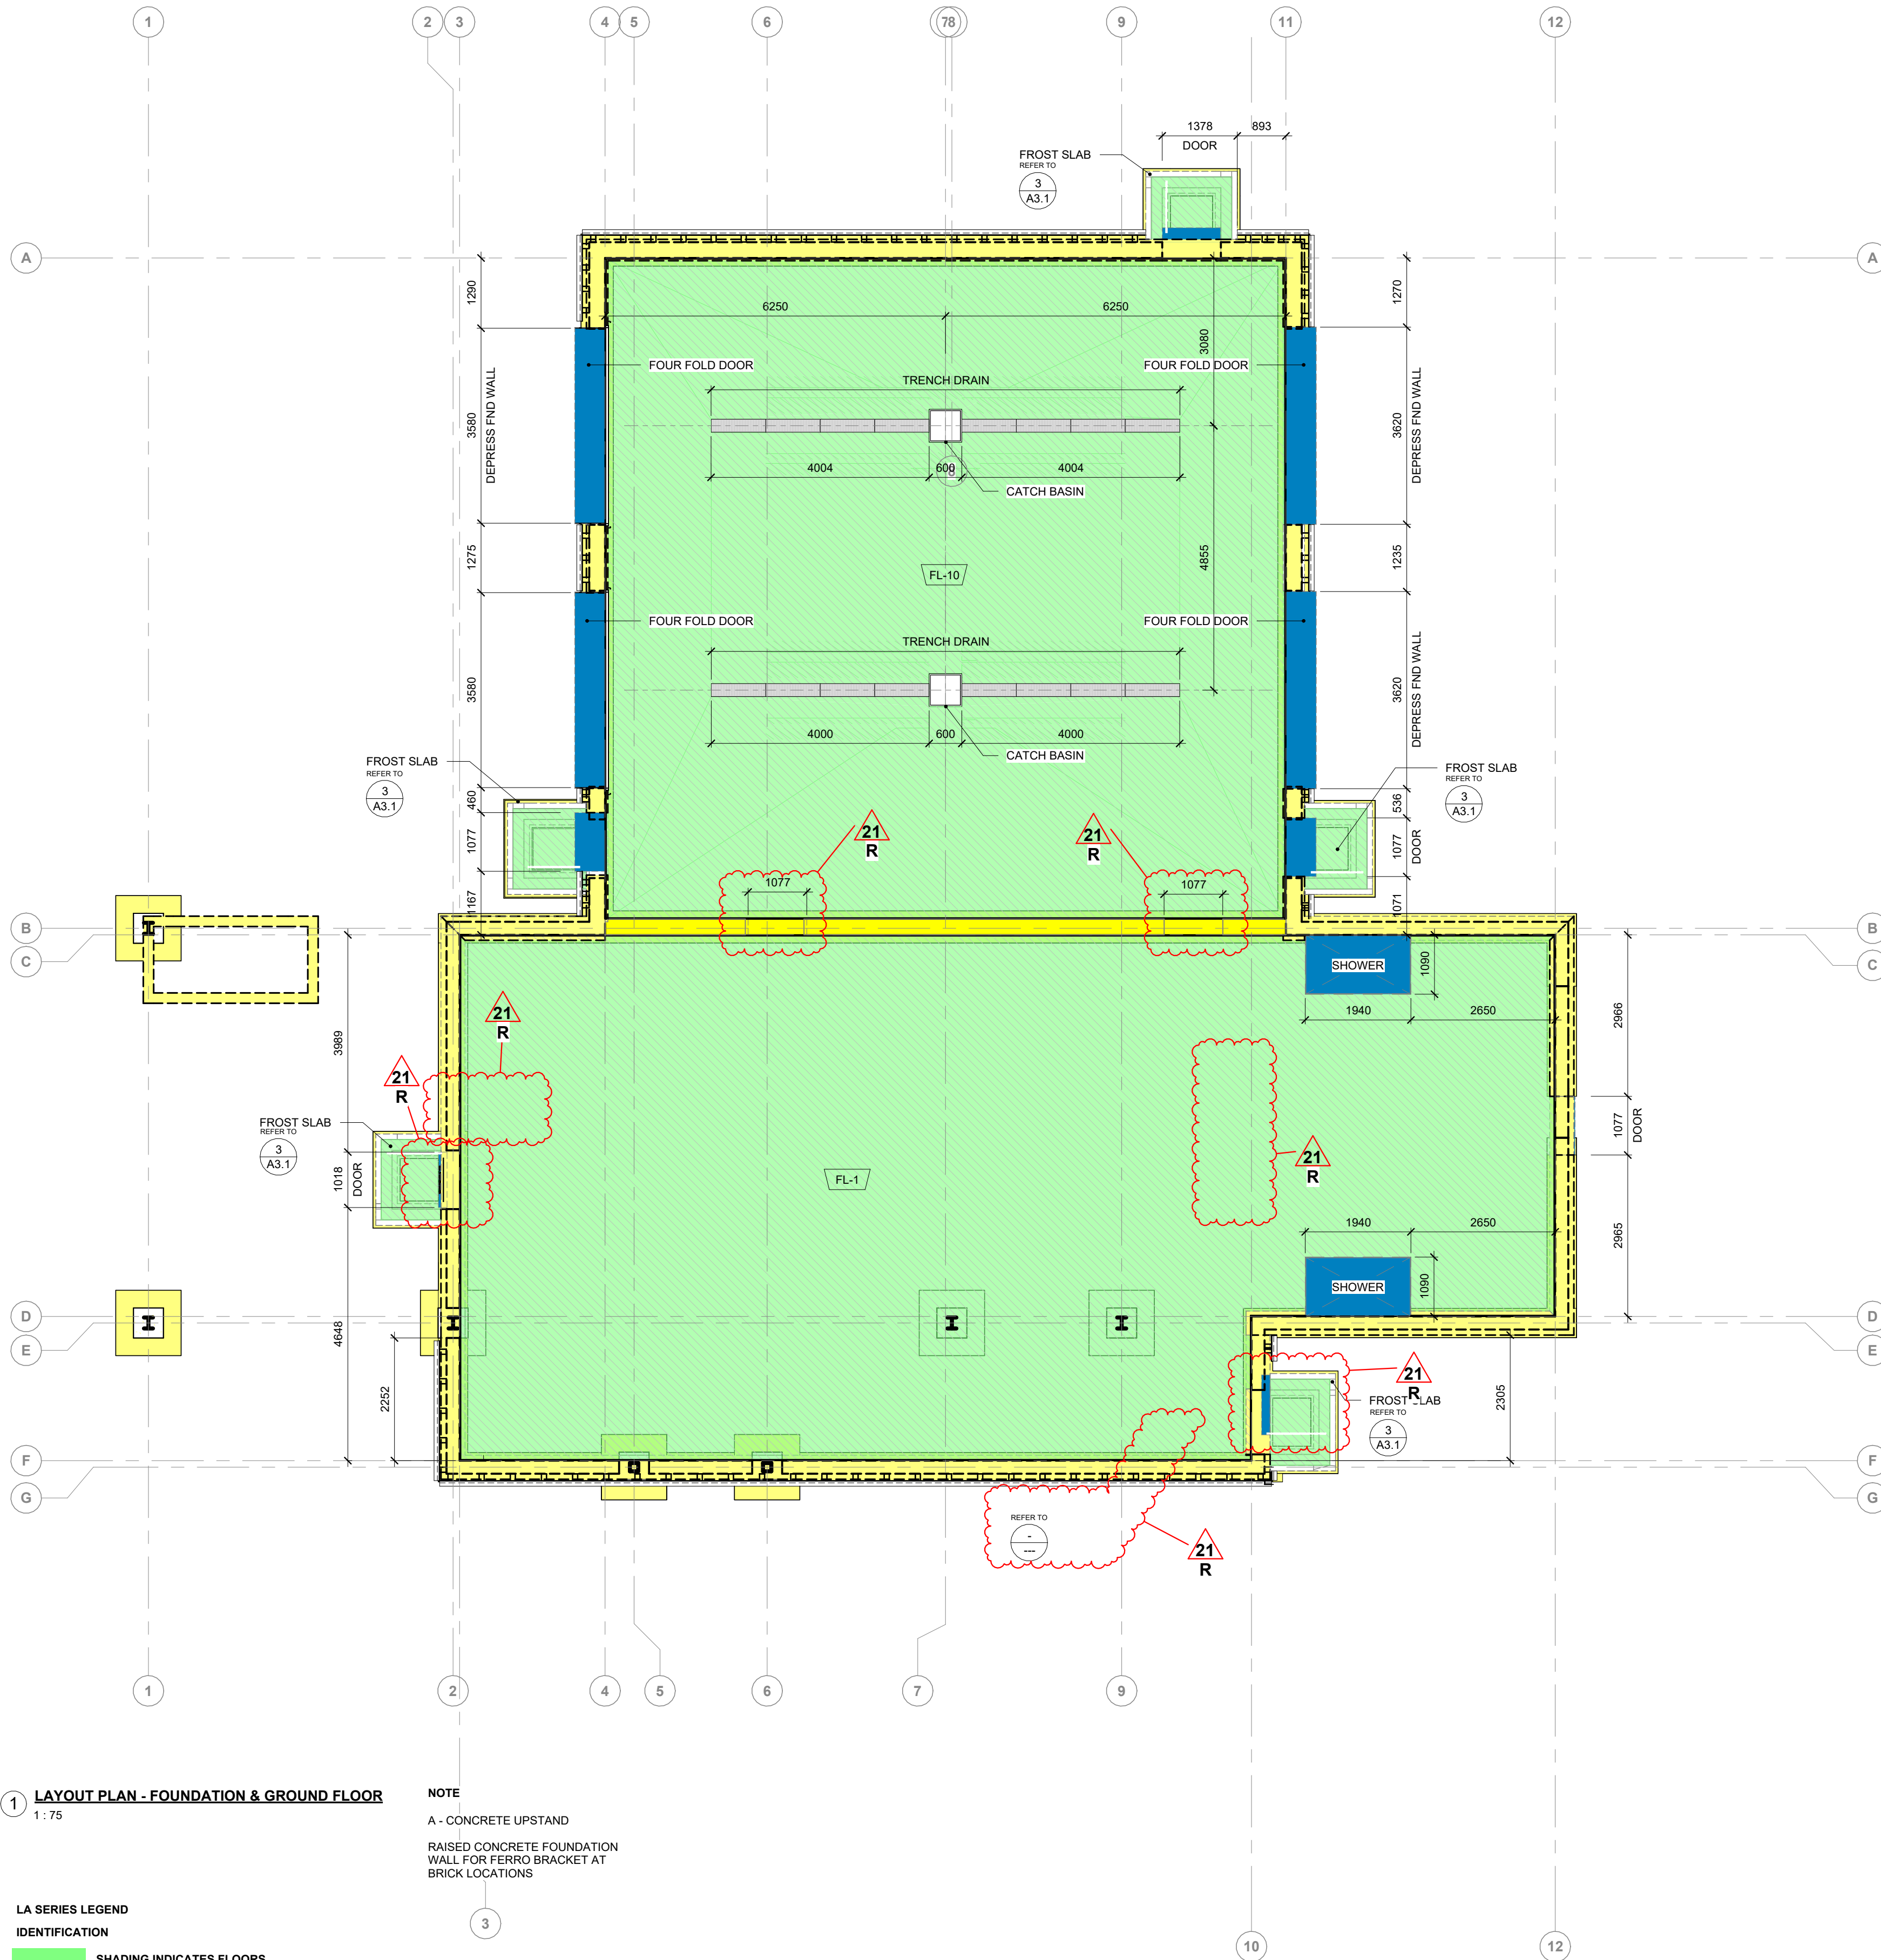 1
2
3
4
5
6
7
8
9
11
12
1378
893
DOOR
FROST SLAB
REFER TO
3
A3.1
A
A
1290
1270
6250
6250
3080
FOUR FOLD DOOR
FOUR FOLD DOOR
TRENCH DRAIN
3580
DEPRESS FND WALL
3620
DEPRESS FND WALL
4004
600
8
4004
CATCH BASIN
1275
4855
1235
FL-10
FOUR FOLD DOOR
FOUR FOLD DOOR
TRENCH DRAIN
3580
3620
DEPRESS FND WALL
4000
600
4000
CATCH BASIN
FROST SLAB
REFER TO
3
A3.1
FROST SLAB
REFER TO
3
A3.1
460
536
21
R
21
R
1077
1077
DOOR
1077
1077
1167
1071
B
B
C
C
SHOWER
1090
1940
2650
2966
3989
21
R
21
R
FROST SLAB
REFER TO
3
A3.1
1077
DOOR
21
R
1018
DOOR
FL-1
1940
2650
2965
SHOWER
1090
D
D
E
E
4648
2252
21
R
FROST SLAB
REFER TO
3
A3.1
2305
F
F
G
G
REFER TO
-
---
21
R
1
2
4
5
6
7
9
1
LAYOUT PLAN - FOUNDATION & GROUND FLOOR
1 : 75
NOTE
A - CONCRETE UPSTAND
RAISED CONCRETE FOUNDATION
WALL FOR FERRO BRACKET AT
BRICK LOCATIONS
LA SERIES LEGEND
IDENTIFICATION
3
10
12
SHADING INDICATES FLOORS